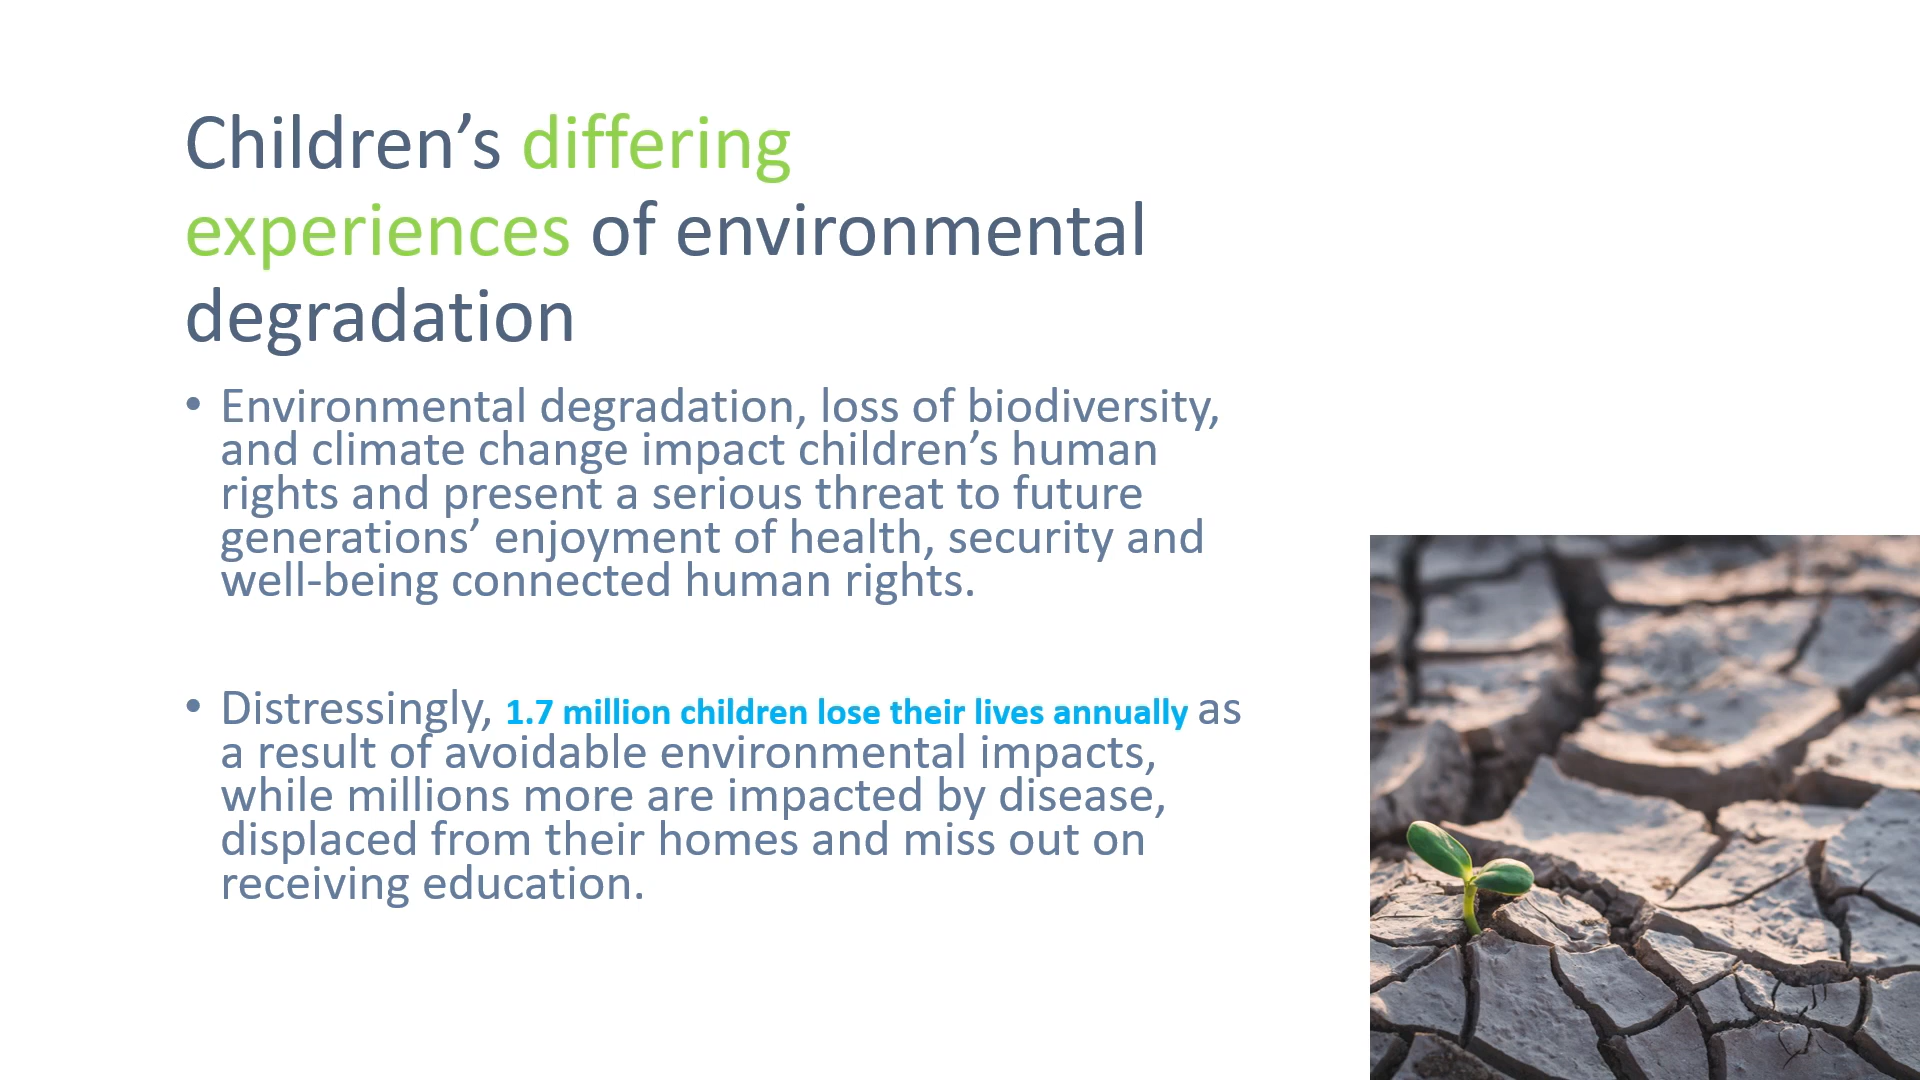 Children’s differing
experiences of environmental
degradation
• Environmental degradation, loss of biodiversity,
and climate change impact children’s human
rights and present a serious threat to future
generations’ enjoyment of health, security and
well-being connected human rights.
• Distressingly, 1.7 million children lose their lives annually as
a result of avoidable environmental impacts,
while millions more are impacted by disease,
displaced from their homes and miss out on
receiving education.